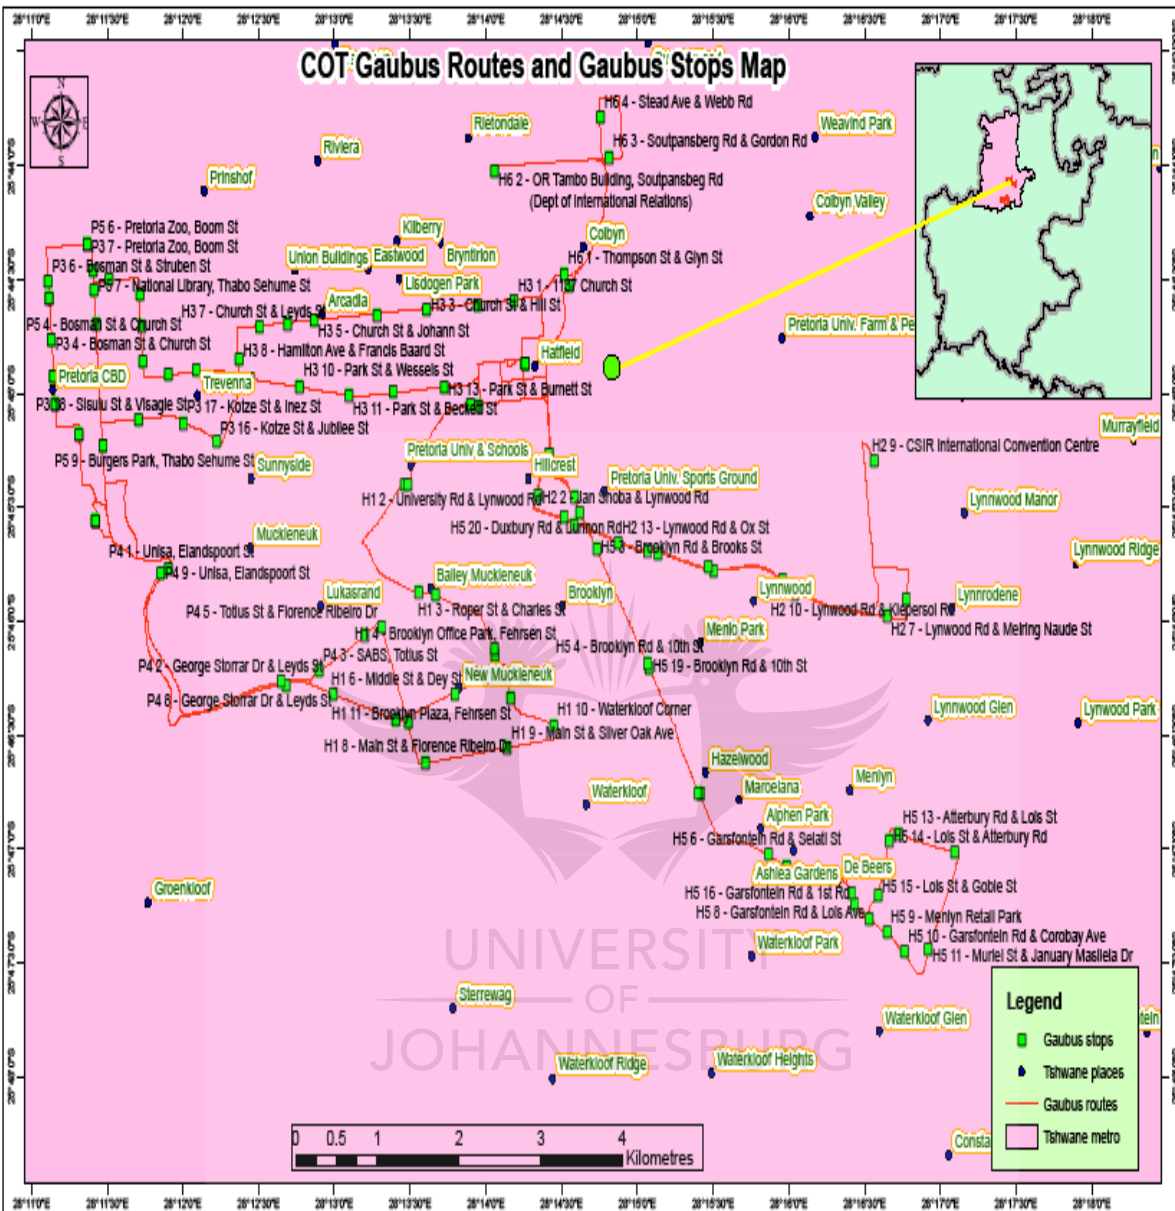 COT Gaubus Routes and Gaubus Stops Map
28°10'0"E 28°10'30"E 28°11'0"E
N
W E
S
H6 4 - Stead Ave & Webb Rd
Rietondale
Weavind Park
H6 3 - Soutpansberg Rd & Gordon Rd
Riviera
Prinshof
H6 2 - OR Tambo Building, Soutpansbeg Rd
(Dept of International Relations)
Colbyn Valley
P5 6 - Pretoria Zoo, Boom St
P3 7 - Pretoria Zoo, Boom St
Kilberry
Bryntirion
Colbyn
P3 6 - Bosman St & Struben St
Union Buildings
Eastwood
H6 1 - Thompson St & Glyn St
P5 7 - National Library, Thabo Sehume St
Lisdogen Park
H3 1 - 1137 Church St
Arcadia
H3 3 - Church St & Hill St
H3 7 - Church St & Leyds St
P5 4 - Bosman St & Church St
H3 5 - Church St & Johann St
Pretoria Univ. Farm & Pe
P3 4 - Bosman St & Church St
H3 8 - Hamilton Ave & Francis Baard St
Hatfield
H3 10 - Park St & Wessels St
Pretoria CBD
Trevenna
H3 13 - Park St & Burnett St
P3 18 - Sisulu St & Visagie St
P3 17 - Kotze St & Inez St
H3 11 - Park St & Becket St
P3 16 - Kotze St & Jubilee St
Murrayfield
H2 9 - CSIR International Convention Centre
P5 9 - Burgers Park, Thabo Sehume St
Sunnyside
Pretoria Univ & Schools
Hillcrest
Pretoria Univ. Sports Ground
H1 2 - University Rd & Lynwood Rd
H2 2 - Jan Shoba & Lynwood Rd
Lynnwood Manor
H5 20 - Duxbury Rd & Lunnon Rd
H2 13 - Lynwood Rd & Ox St
Muckleneuk
P4 1 - Unisa, Elandspoort St
H5 3 - Brooklyn Rd & Brooks St
Lynnwood Ridge
P4 9 - Unisa, Elandspoort St
Bailey Muckleneuk
Lukasrand
Brooklyn
Lynnwood
Lynnrodene
P4 5 - Totius St & Florence Ribeiro Dr
H1 3 - Roper St & Charles St
H2 10 - Lynwood Rd & Kiepersol Rd
H2 7 - Lynwood Rd & Meiring Naude St
H1 4 - Brooklyn Office Park, Fehrsen St
H5 4 - Brooklyn Rd & 10th St
Menlo Park
P4 3 - SABS, Totius St
P4 2 - George Storrar Dr & Leyds St
H5 19 - Brooklyn Rd & 10th St
H1 6 - Middle St & Dey St
New Muckleneuk
P4 8 - George Storrar Dr & Leyds St
H1 11 - Brooklyn Plaza, Fehrsen St
H1 10 - Waterkloof Corner
Lynnwood Glen
Lynwood Park
H1 9 - Main St & Silver Oak Ave
H1 8 - Main St & Florence Ribeiro Dr
Hazelwood
Waterkloof
Maroelana
Menlyn
Alphen Park
H5 13 - Atterbury Rd & Lois St
H5 6 - Garsfontein Rd & Selati St
H5 14 - Lois St & Atterbury Rd
Ashlea Gardens
De Beers
Groenkloof
H5 16 - Garsfontein Rd & 1st Rd
H5 15 - Lois St & Goble St
H5 8 - Garsfontein Rd & Lois Ave
H5 9 - Menlyn Retail Park
H5 10 - Garsfontein Rd & Corobay Ave
Waterkloof Park
H5 11 - Muriel St & January Masilela Dr
UNIVERSITY
OF
JOHANNESBURG
Sterrewag
Waterkloof Glen
Waterkloof Ridge
Waterkloof Heights
Legend
Gaubus stops
Tshwane places
Gaubus routes
Tshwane metro
Consta
0 0.5 1 2 3 4
Kilometres